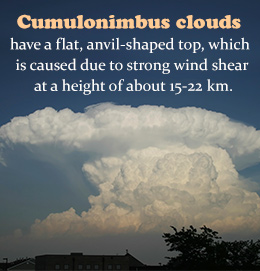 Cumulonimbus clouds
have a flat, anvil-shaped top, which
is caused due to strong wind shear
at a height of about 15-22 km.